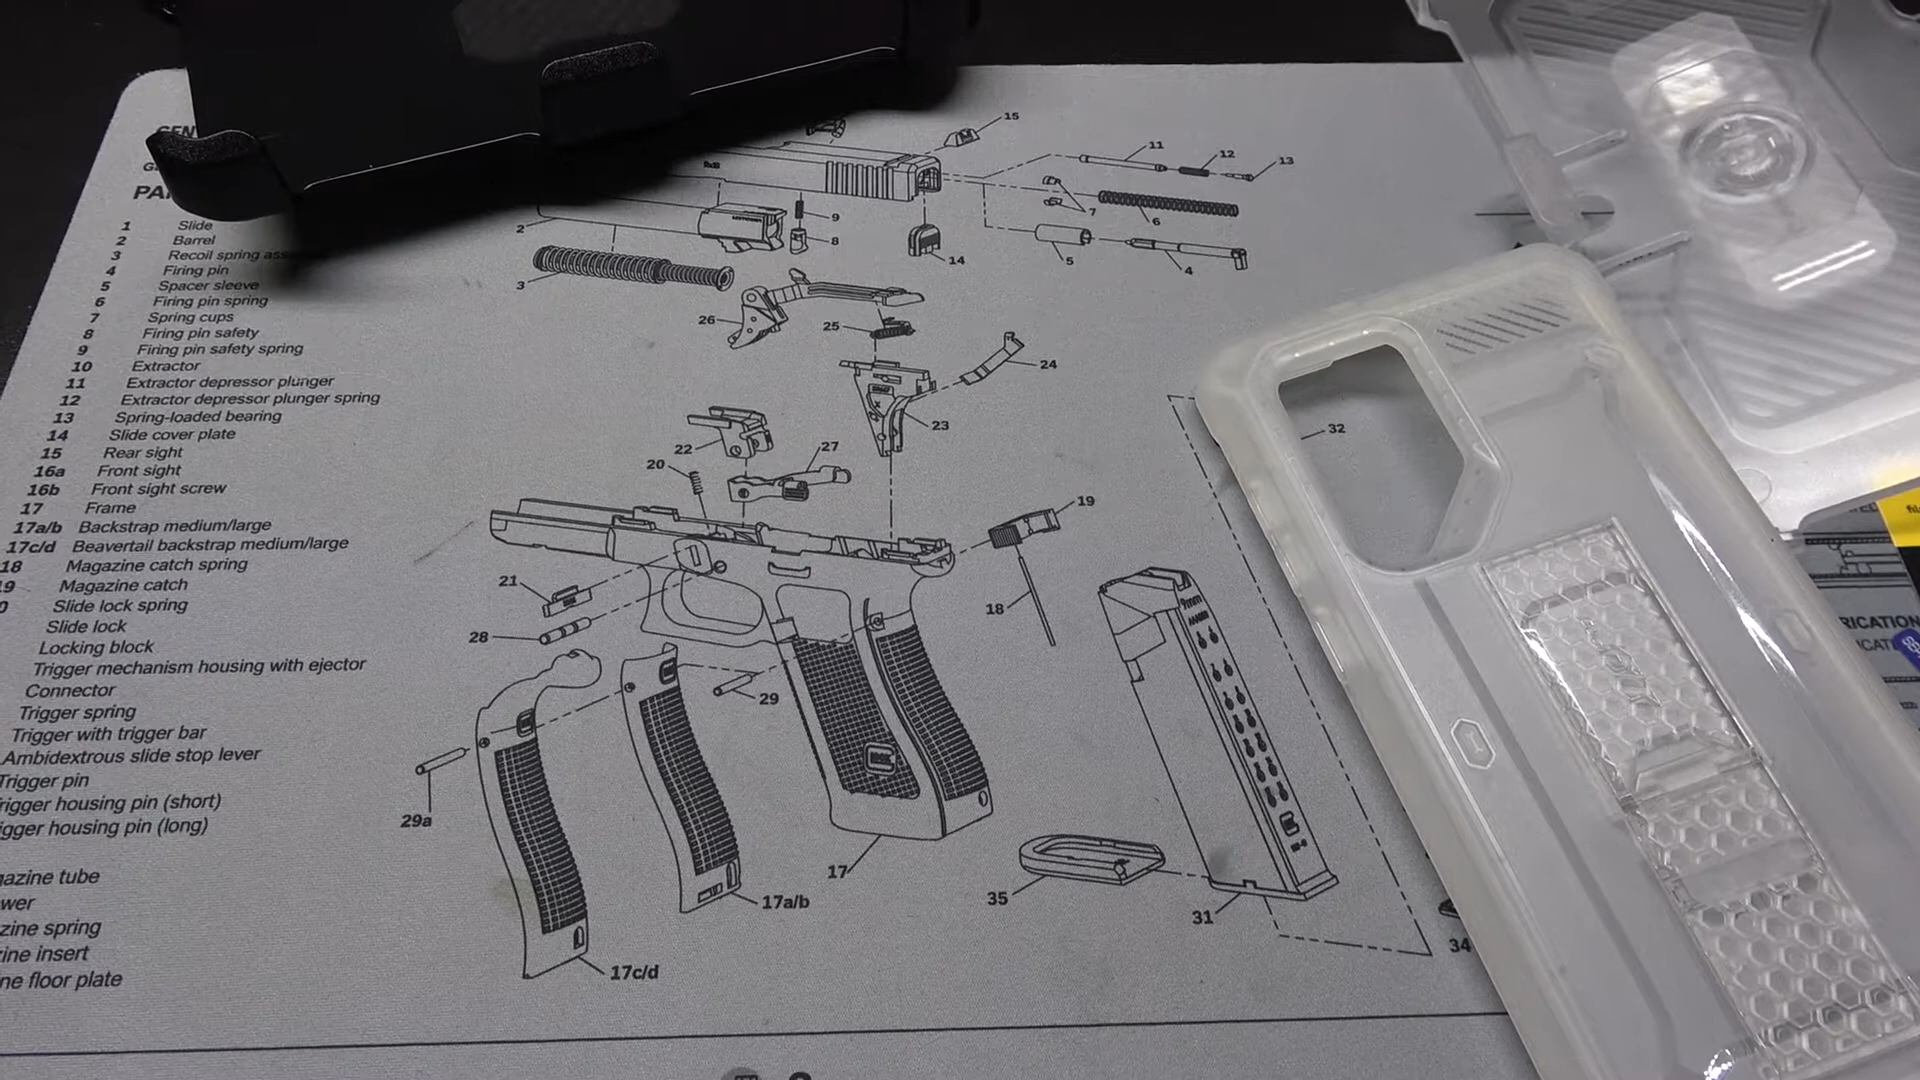 GEN
PA
1 Slide
2 Barrel
3 Recoil spring ass
4 Firing pin
5 Spacer sleeve
6 Firing pin spring
7 Spring cups
8 Firing pin safety
9 Firing pin safety spring
10 Extractor
11 Extractor depressor plunger
12 Extractor depressor plunger spring
13 Spring-loaded bearing
14 Slide cover plate
15 Rear sight
16a Front sight
16b Front sight screw
17 Frame
17a/b Backstrap medium/large
17c/d Beavertail backstrap medium/large
18 Magazine catch spring
19 Magazine catch
0 Slide lock spring
Slide lock
Locking block
Trigger mechanism housing with ejector
Connector
Trigger spring
Trigger with trigger bar
Ambidextrous slide stop lever
Trigger pin
rigger housing pin (short)
igger housing pin (long)
gazine tube
wer
zine spring
zine insert
ne floor plate
15
11
12
13
7
6
9
8
2
14
5
4
3
26
25
24
23
22
27
20
32
19
21
18
28
29
29a
17
17a/b
35
31
34
17c/d
9mm
RICATION